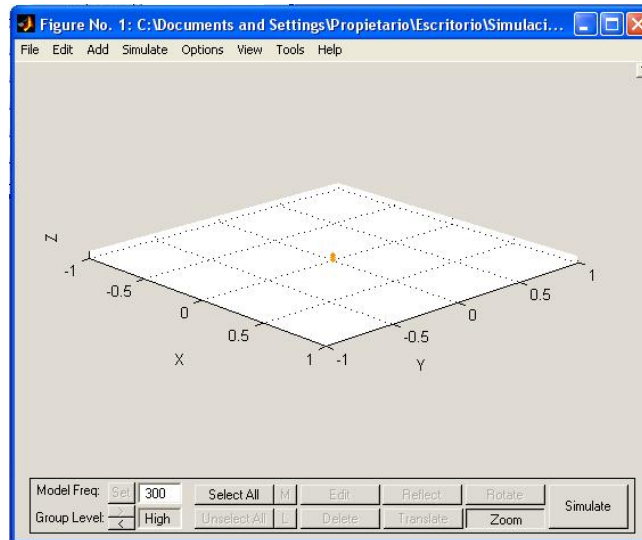 Figure No. 1: C:\Documents and Settings\Propietario\Escritorio\Simulaci...
File Edit Add Simulate Options View Tools Help
Z
-1 -0.5 0 0.5 1
X
-1 -0.5 0 0.5 1
Y
Model Freq: Set 300 Select All M Edit Reflect Rotate Simulate
Group Level: > < High Unselect All L Delete Translate Zoom